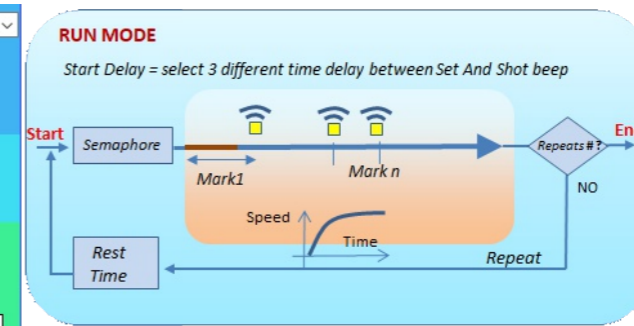 RUN MODE
Start Delay = select 3 different time delay between Set And Shot beep
Start
Semaphore
Mark1
Mark n
Repeats #?
En
NO
Speed
Time
Rest
Time
Repeat